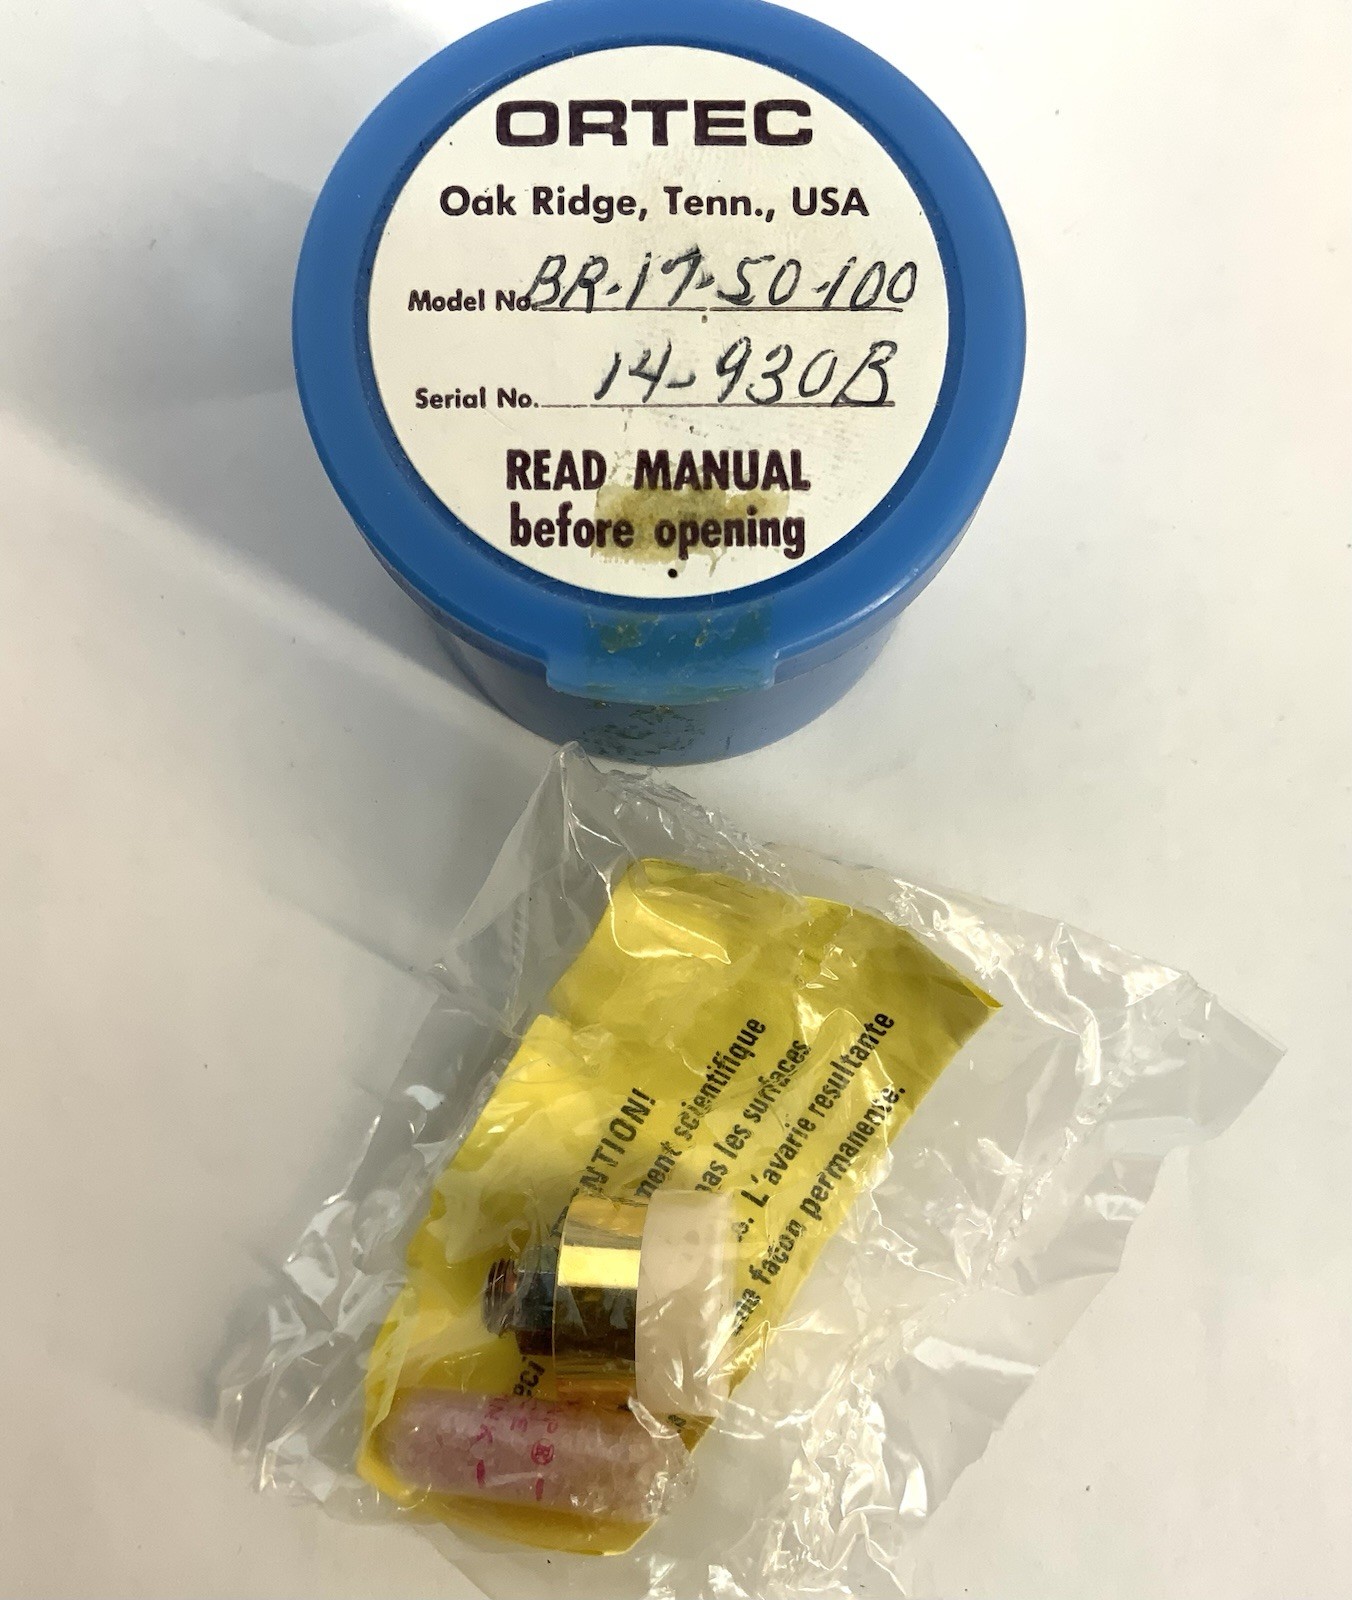 ORTEC
Oak Ridge, Tenn., USA
Model No. BR-17-50-100
Serial No. 14-930B
READ MANUAL
before opening
scientifique
pas les surfaces
L'avarie resultante
façon permanente.